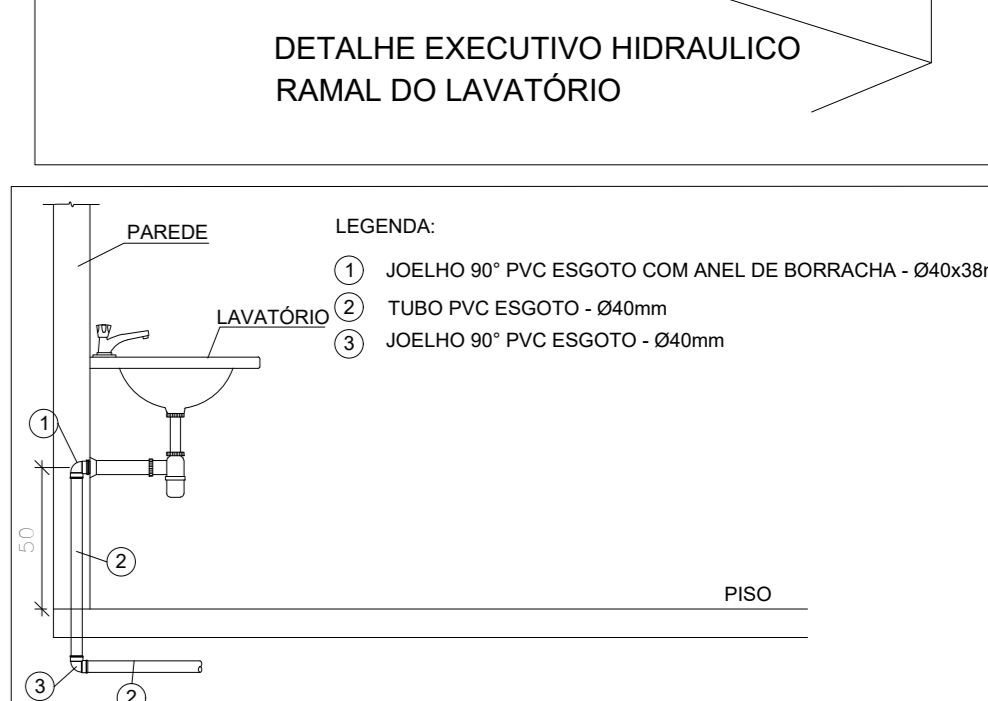 DETALHE EXECUTIVO HIDRAULICO
RAMAL DO LAVATÓRIO
PAREDE
LEGENDA:
1 JOELHO 90° PVC ESGOTO COM ANEL DE BORRACHA - Ø40x38
2 TUBO PVC ESGOTO - Ø40mm
3 JOELHO 90° PVC ESGOTO - Ø40mm
LAVATÓRIO
1
50
2
PISO
3
2